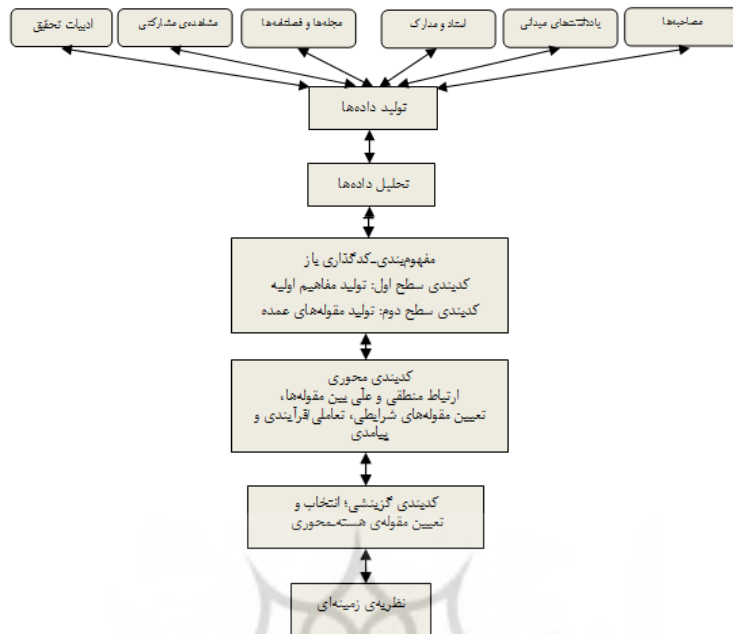 مصاحبه‌ها
یادداشت‌های میدانی
اسناد و مدارک
مجله‌ها و فصلنامه‌ها
مشاهده‌ی مشارکتی
ادبیات تحقیق
تولید داده‌ها
تحلیل داده‌ها
مفهوم‌بندی-کدگذاری باز
کدبندی سطح اول: تولید مفاهیم اولیه
کدبندی سطح دوم: تولید مقوله‌های عمده
کدبندی محوری
ارتباط منطقی و علّی بین مقوله‌ها،
تعیین مقوله‌های شرایطی، تعاملی/فرآیندی و
پیامدی
کدبندی گزینشی؛ انتخاب و
تعیین مقوله‌ی هسته-محوری
نظریه‌ی زمینه‌ای